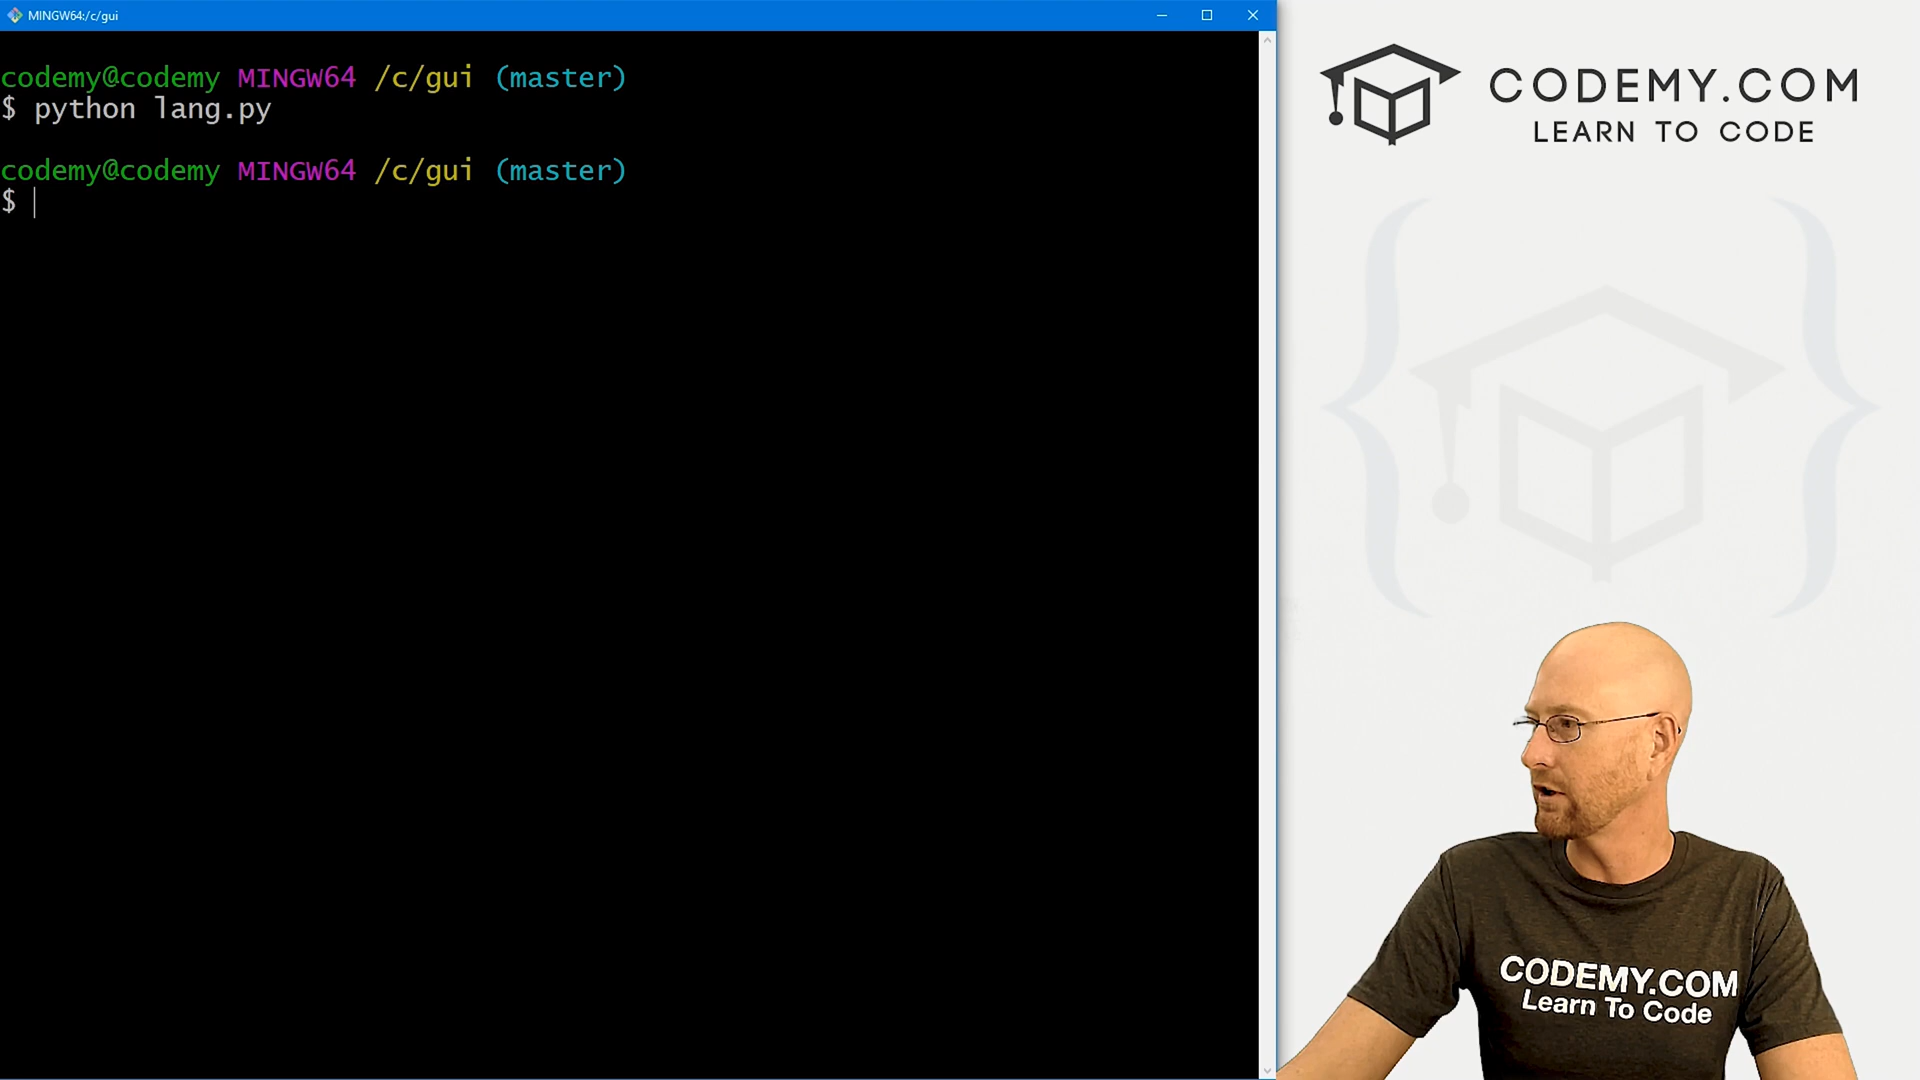 MINGW64:/c/gui
codemy@codemy MINGW64 /c/gui (master)
$ python lang.py
codemy@codemy MINGW64 /c/gui (master)
$
CODEMY.COM
LEARN TO CODE
CODEMY.COM
Learn To Code